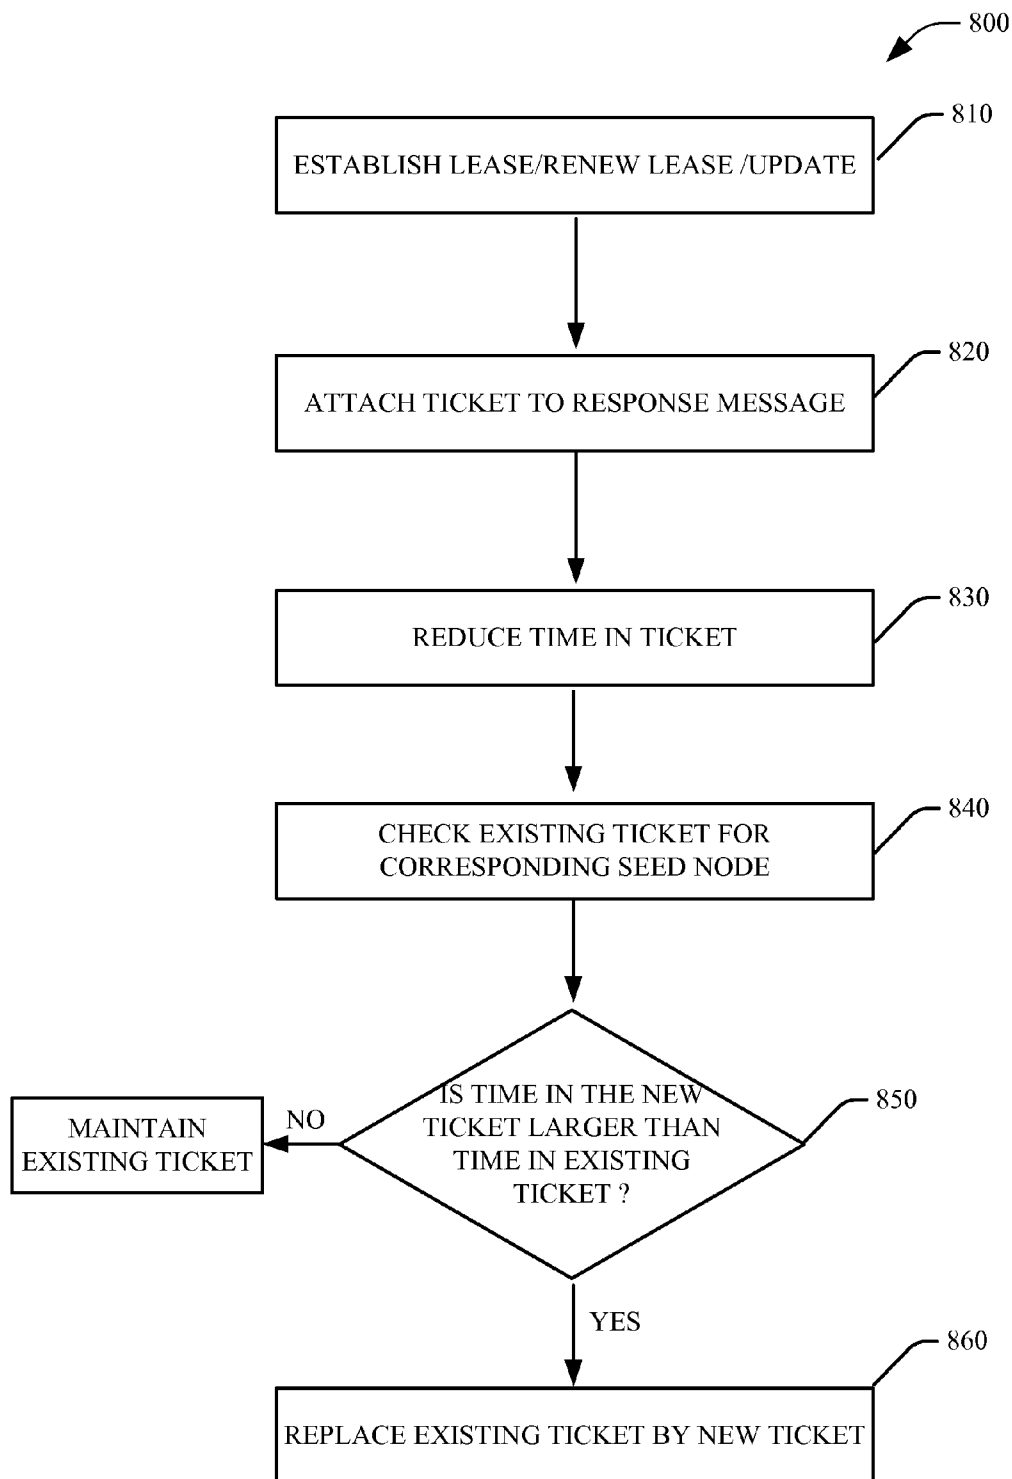 800
810
ESTABLISH LEASE/RENEW LEASE /UPDATE
820
ATTACH TICKET TO RESPONSE MESSAGE
830
REDUCE TIME IN TICKET
840
CHECK EXISTING TICKET FOR
CORRESPONDING SEED NODE
850
IS TIME IN THE NEW
TICKET LARGER THAN
TIME IN EXISTING
TICKET ?
NO
MAINTAIN
EXISTING TICKET
YES
860
REPLACE EXISTING TICKET BY NEW TICKET